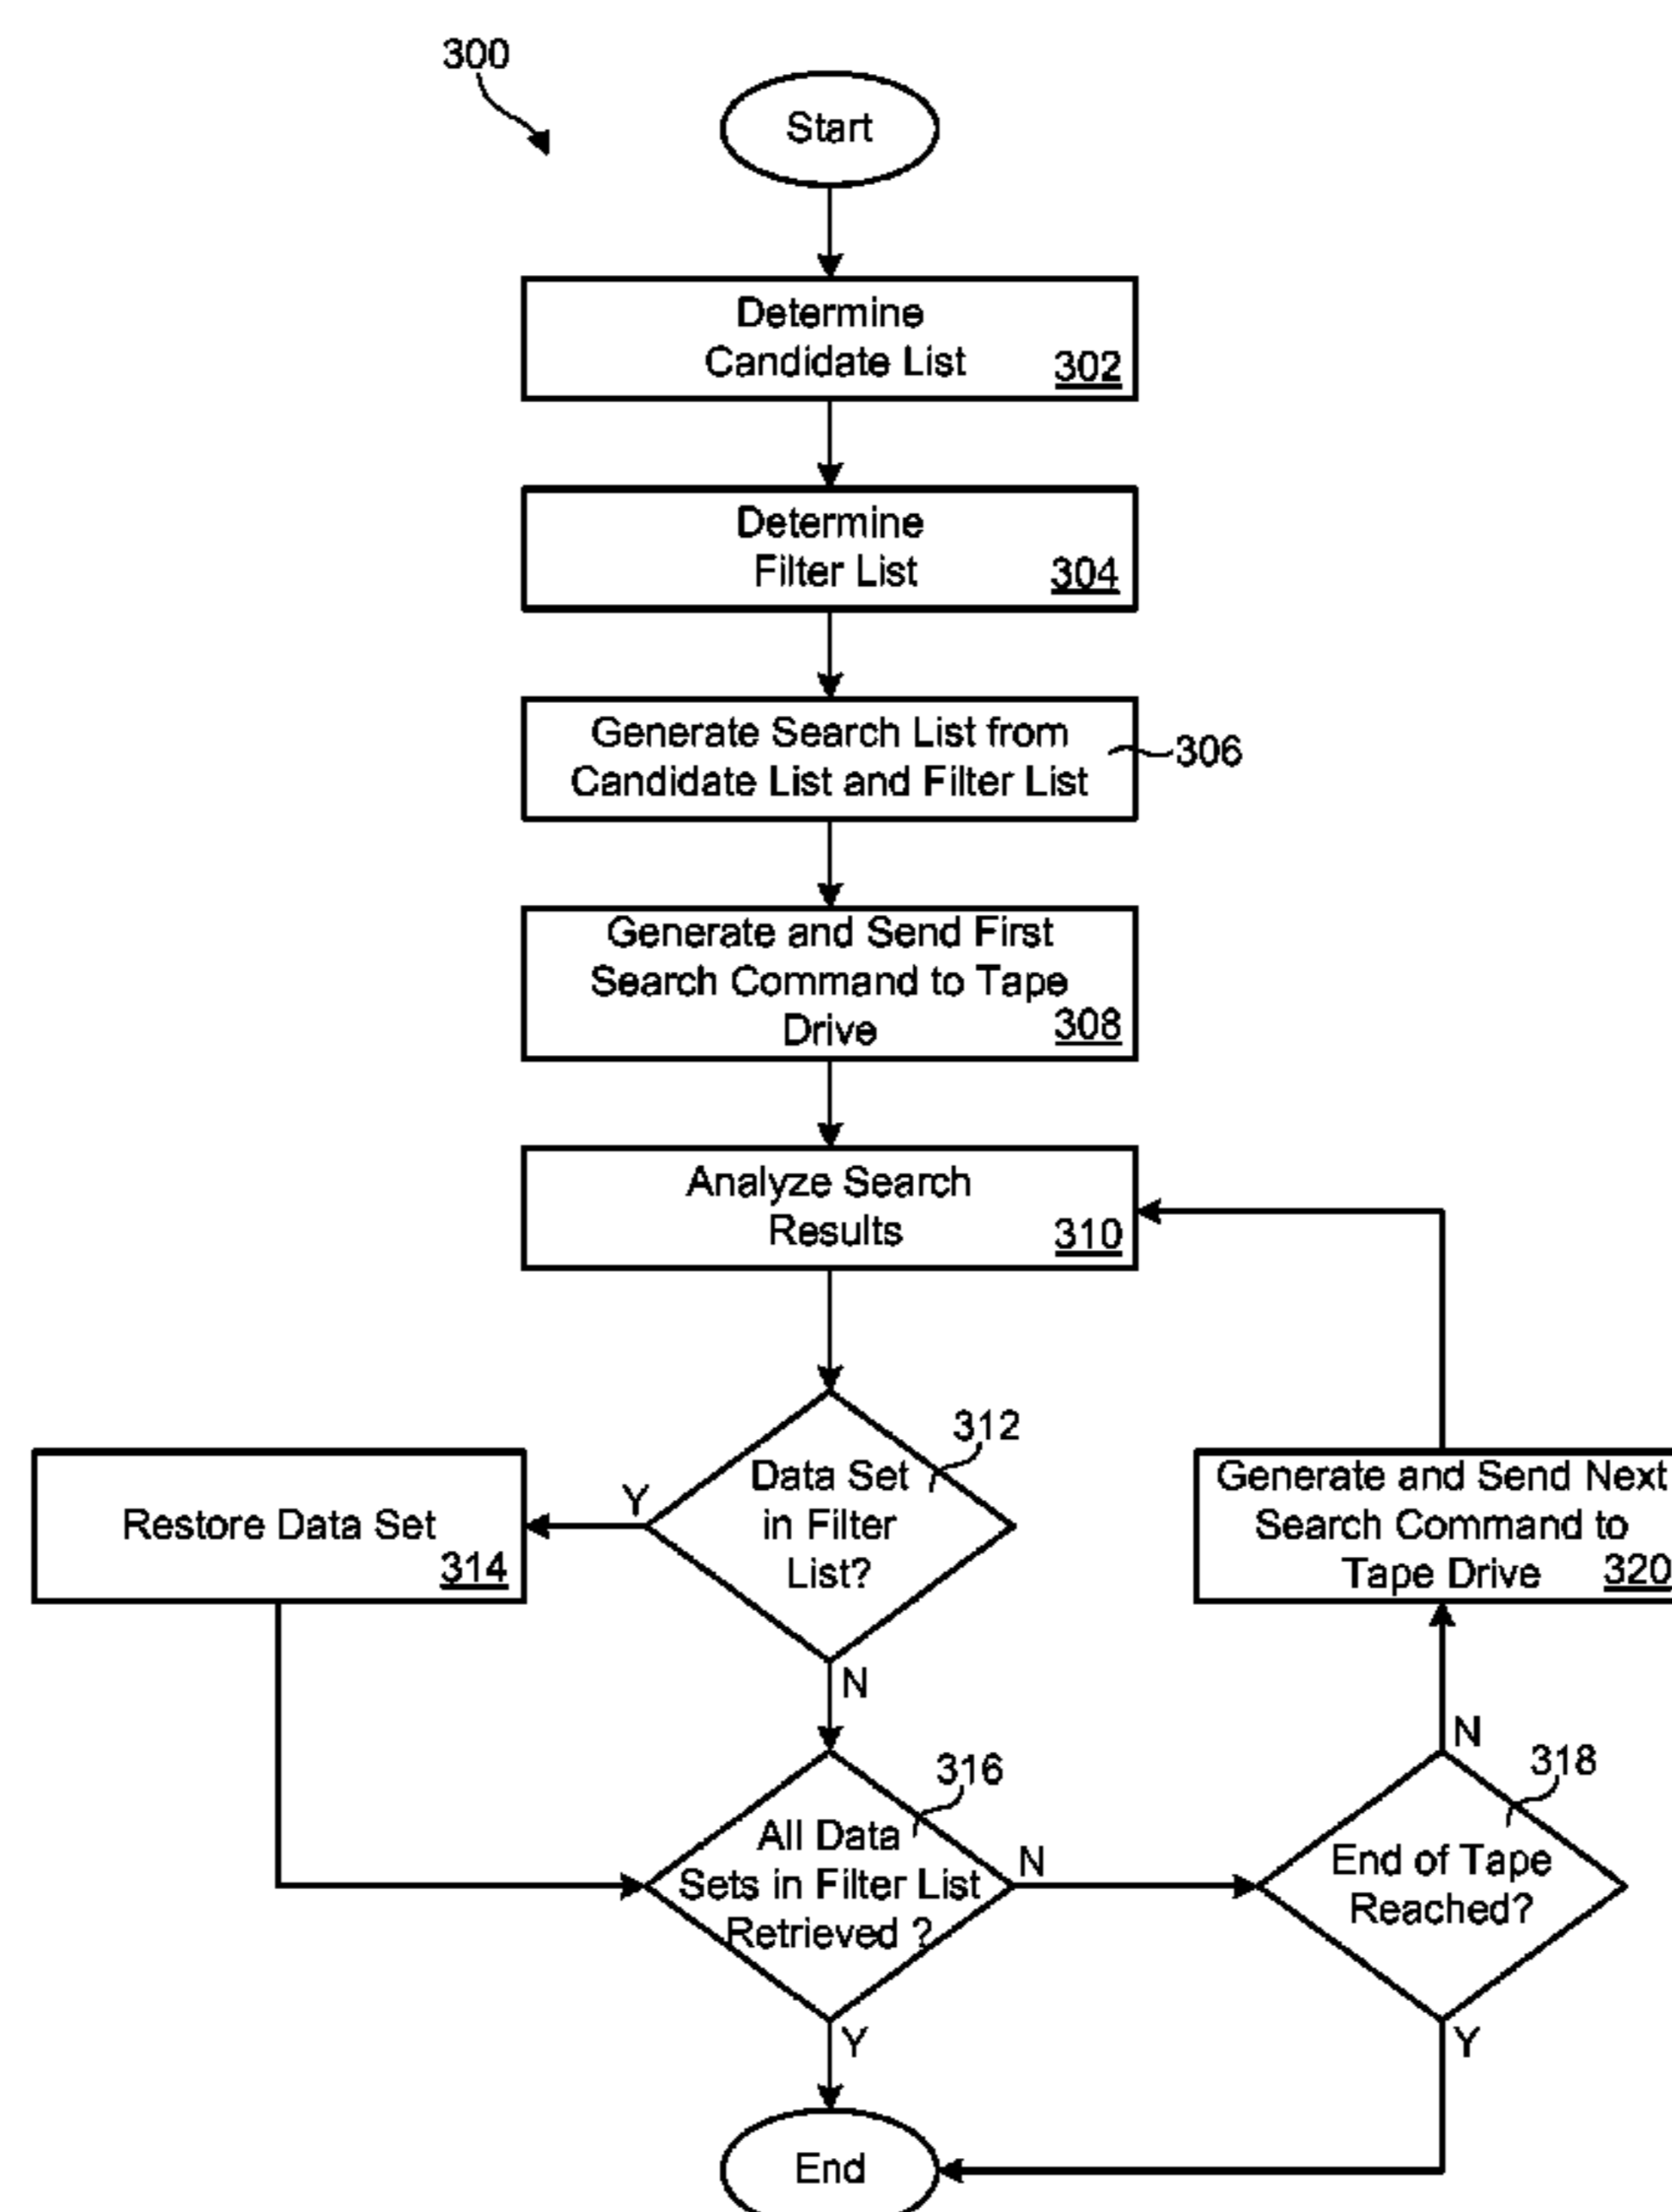 300
Start
Determine
Candidate List
302
Determine
Filter List
304
Generate Search List from
Candidate List and Filter List
306
Generate and Send First
Search Command to Tape
Drive
308
Analyze Search
Results
310
312
Data Set
in Filter
List?
Y
N
Restore Data Set
314
Generate and Send Next
Search Command to
Tape Drive
320
316
All Data
Sets in Filter List
Retrieved ?
N
Y
318
End of Tape
Reached?
N
Y
End